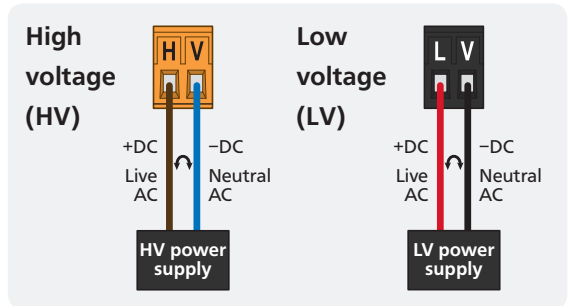 High
voltage
(HV)
H V
+DC
Live
AC
−DC
Neutral
AC
HV power
supply
Low
voltage
(LV)
L V
+DC
Live
AC
−DC
Neutral
AC
LV power
supply